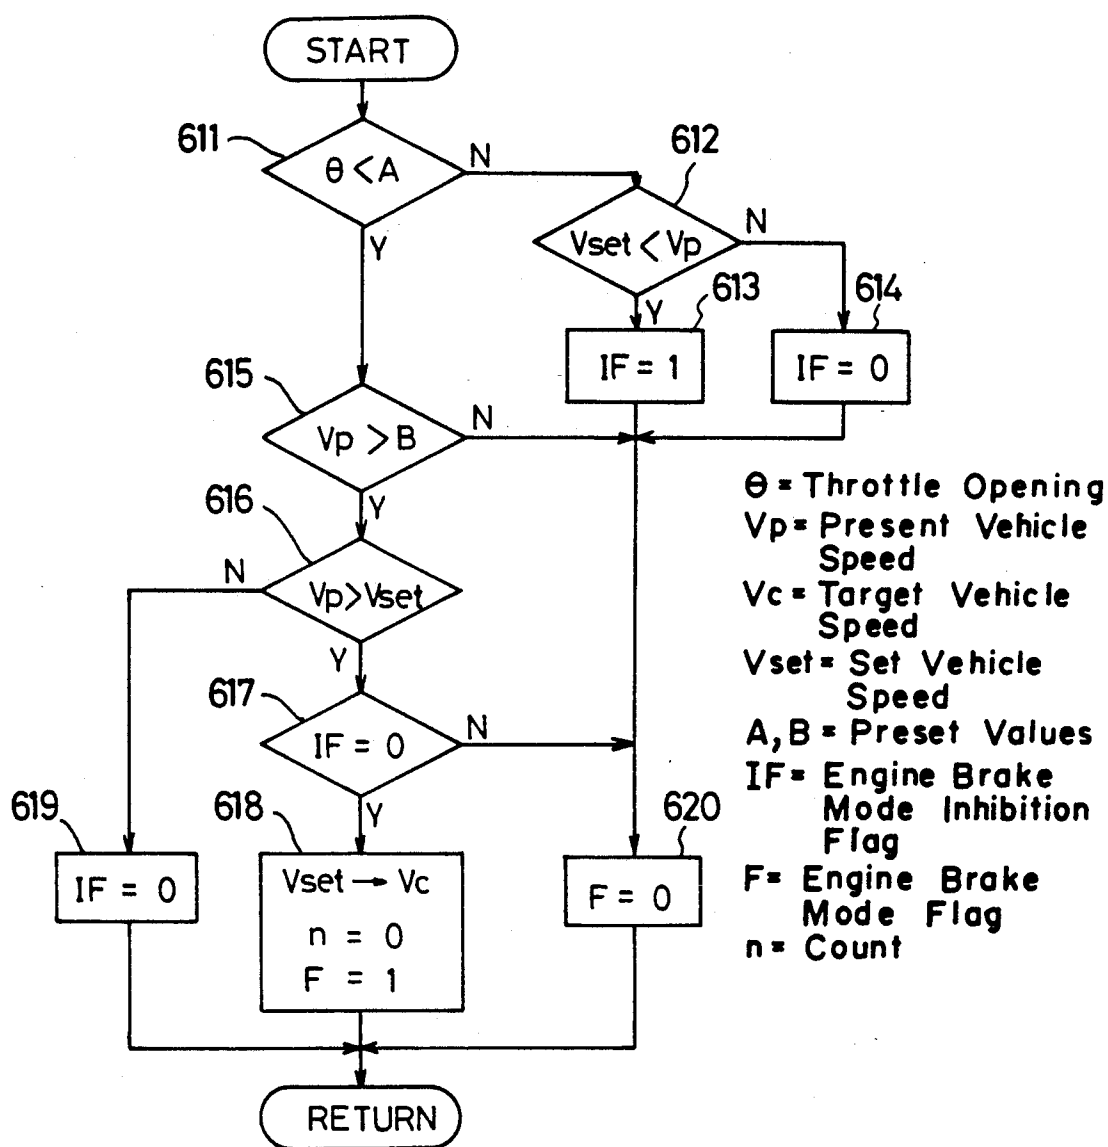 START
611
θ < A
N
612
Y
Vset < Vp
N
Y
613
614
IF = 1
IF = 0
615
Vp > B
N
Y
616
N
Vp > Vset
Y
617
IF = 0
N
Y
619
618
620
IF = 0
Vset → Vc
n = 0
F = 1
F = 0
RETURN
θ = Throttle Opening
Vp = Present Vehicle
Speed
Vc = Target Vehicle
Speed
Vset = Set Vehicle
Speed
A, B = Preset Values
IF = Engine Brake
Mode Inhibition
Flag
F = Engine Brake
Mode Flag
n = Count